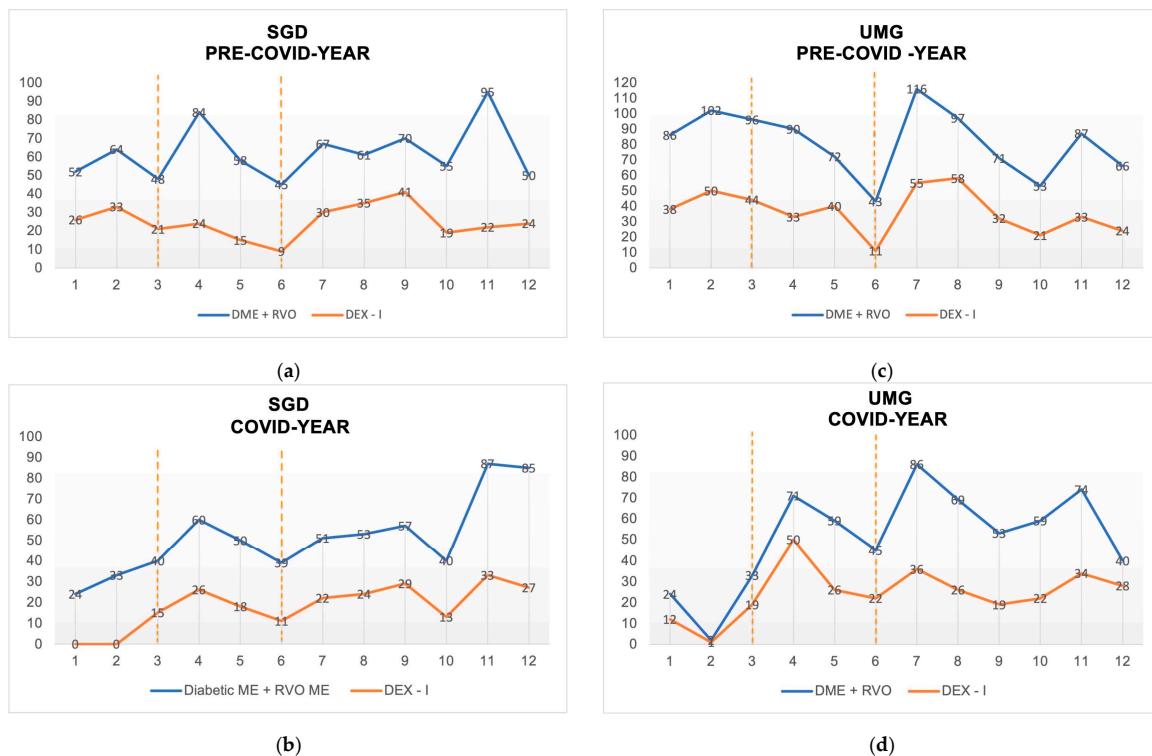 SGD
PRE-COVID-YEAR
100
90
80
70
60
50
40
30
20
10
0
52 64 48 84 58 45 67 61 70 55 95 50
26 33 21 24 15 9 30 35 41 19 22 24
1 2 3 4 5 6 7 8 9 10 11 12
DME + RVO DEX - I
(a)
UMG
PRE-COVID -YEAR
120
110
100
90
80
70
60
50
40
30
20
10
0
86 102 96 90 72 43 116 97 71 53 87 66
38 50 44 33 40 11 55 58 32 21 33 24
1 2 3 4 5 6 7 8 9 10 11 12
DME + RVO DEX - I
(c)
SGD
COVID-YEAR
100
90
80
70
60
50
40
30
20
10
0
24 33 40 60 50 39 51 53 57 40 87 85
0 0 15 26 18 11 22 24 29 13 33 27
1 2 3 4 5 6 7 8 9 10 11 12
Diabetic ME + RVO ME DEX - I
(b)
UMG
COVID-YEAR
100
90
80
70
60
50
40
30
20
10
0
24 33 71 59 45 86 69 53 59 74 40
12 1 19 50 26 22 36 26 19 22 34 28
1 2 3 4 5 6 7 8 9 10 11 12
DME + RVO DEX - I
(d)